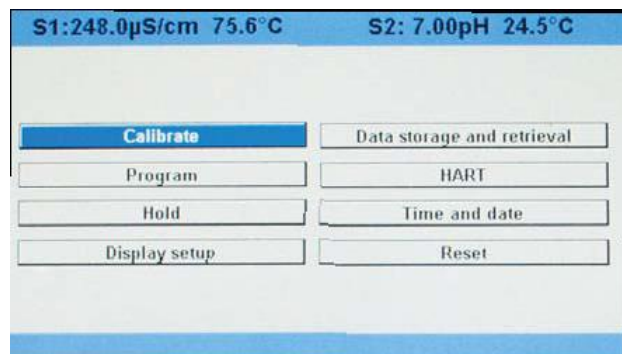 S1:248.0µS/cm 75.6°C S2: 7.00pH 24.5°C
Calibrate Data storage and retrieval
Program HART
Hold Time and date
Display setup Reset